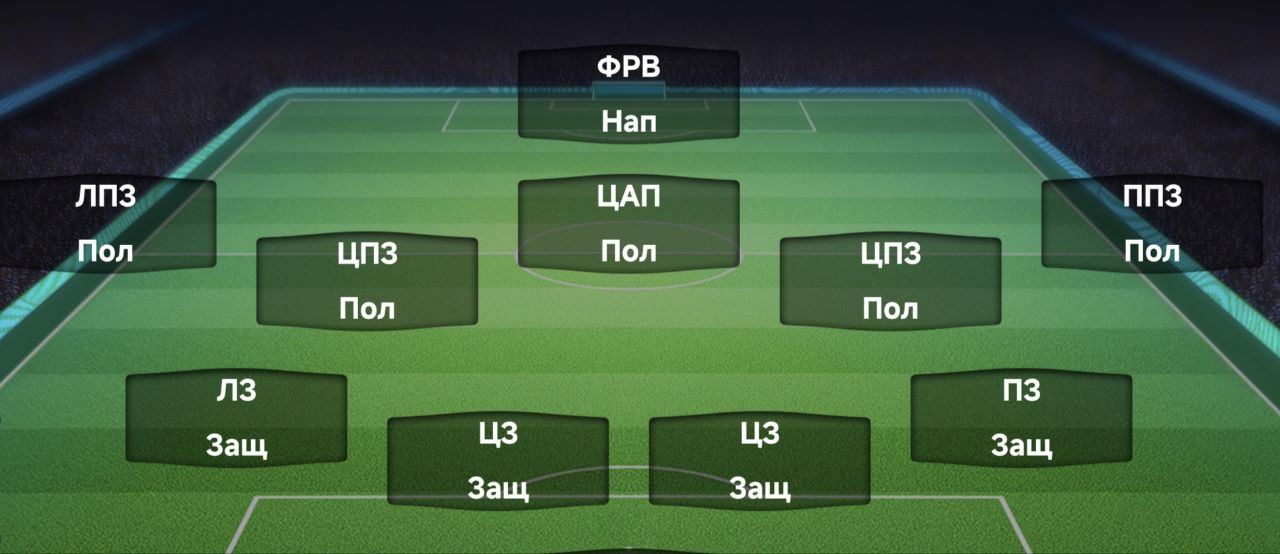 ФРВ
Нап
ЛПЗ
Пол
ЦАП
Пол
ППЗ
Пол
ЦПЗ
Пол
ЦПЗ
Пол
ЛЗ
Защ
ПЗ
Защ
ЦЗ
Защ
ЦЗ
Защ